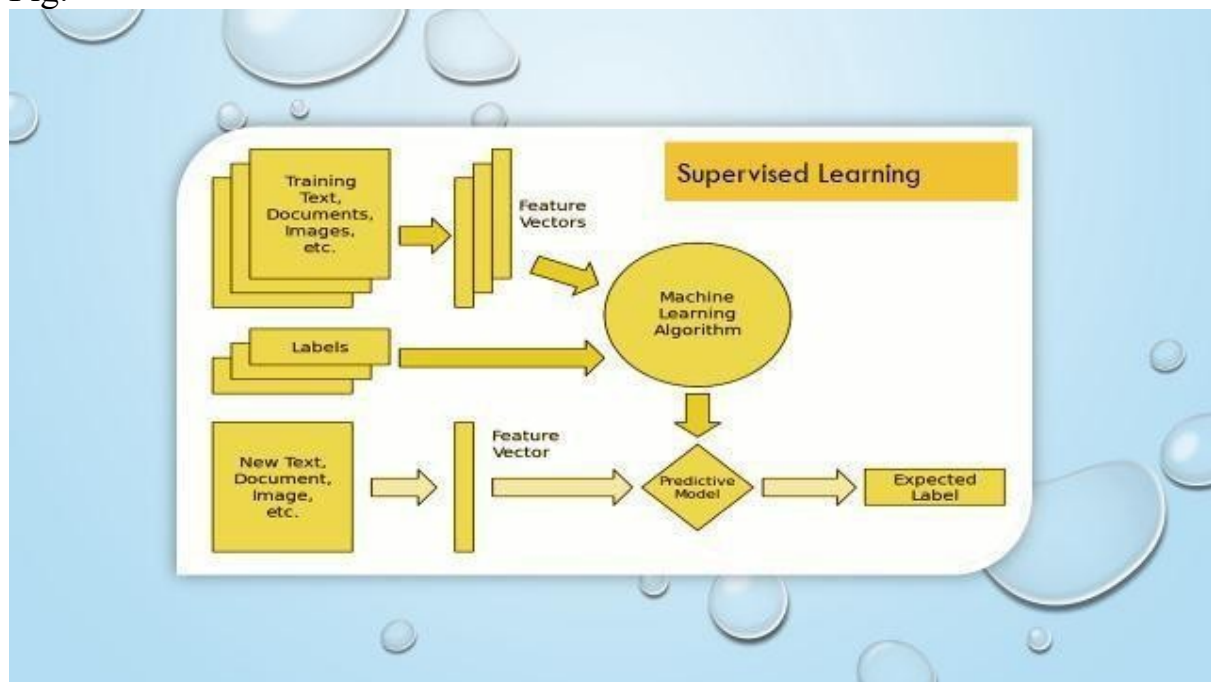 Fig.
Supervised Learning
Training
Text,
Documents,
Images,
etc.
Feature
Vectors
Machine
Learning
Algorithm
Labels
New Text,
Document,
Image,
etc.
Feature
Vector
Predictive
Model
Expected
Label